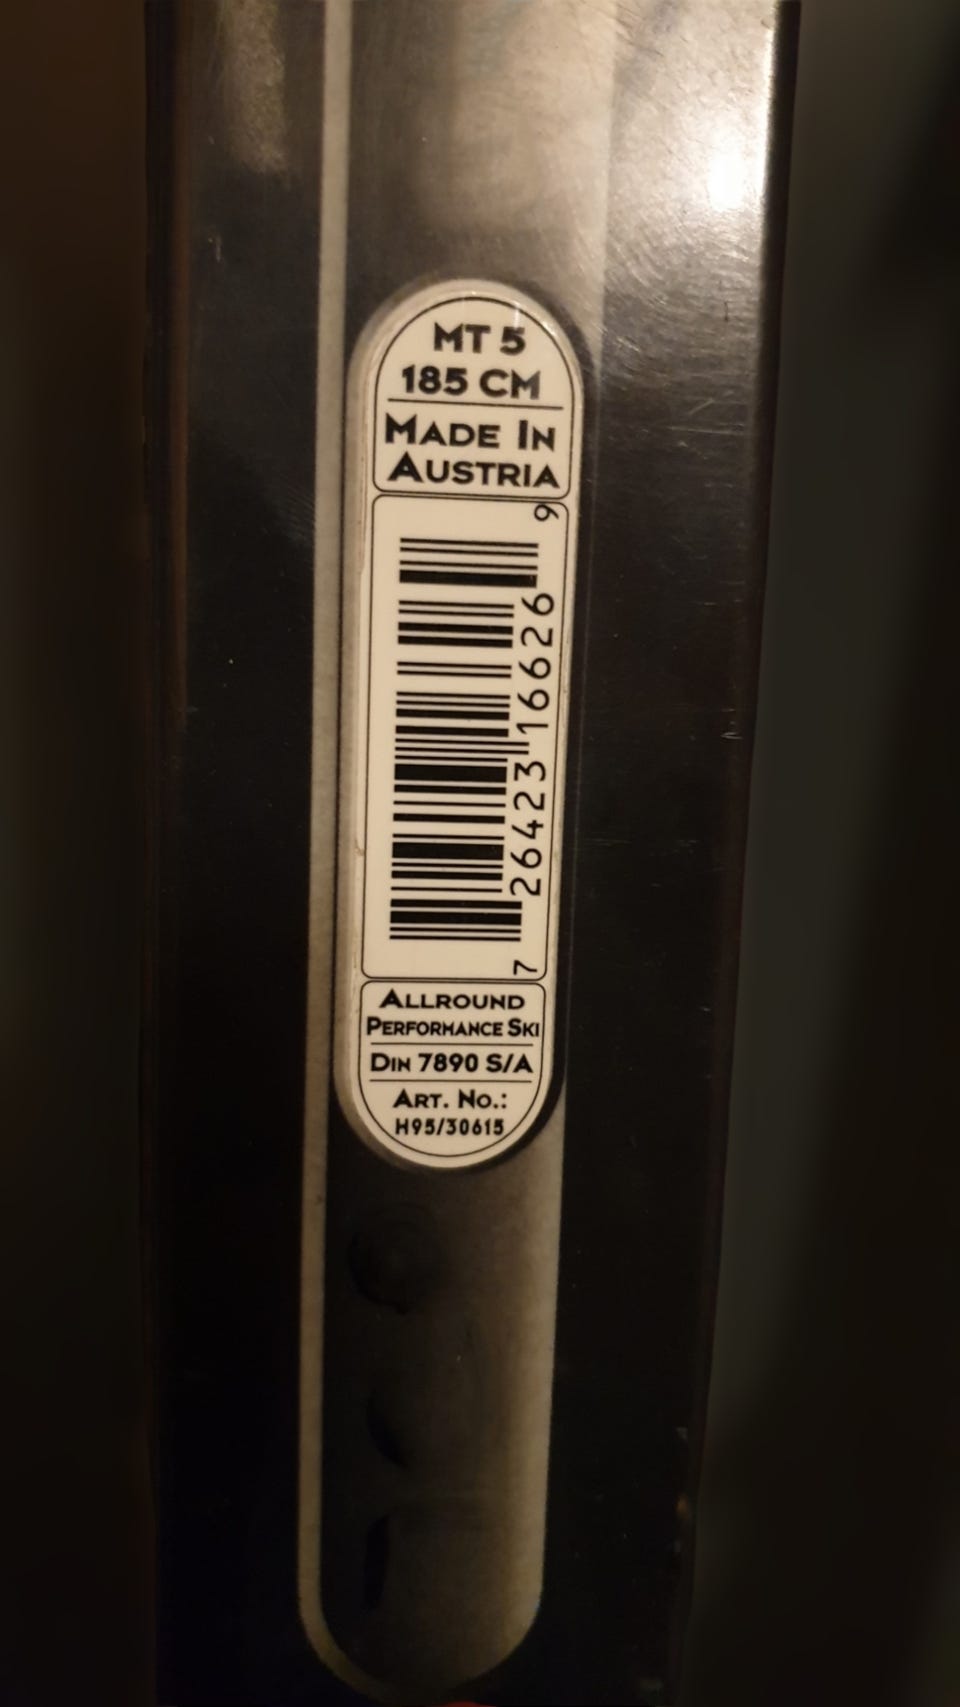 MT 5
185 CM
MADE IN
AUSTRIA
7 26423 16626 9
ALLROUND
PERFORMANCE SKI
DIN 7890 S/A
ART. NO.:
H95/30615